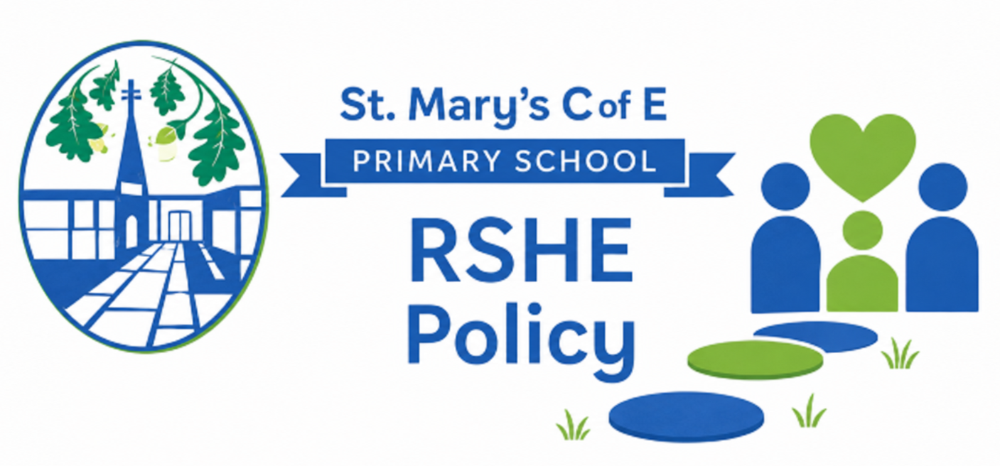 St. Mary's C of E
PRIMARY SCHOOL
RSHE
Policy